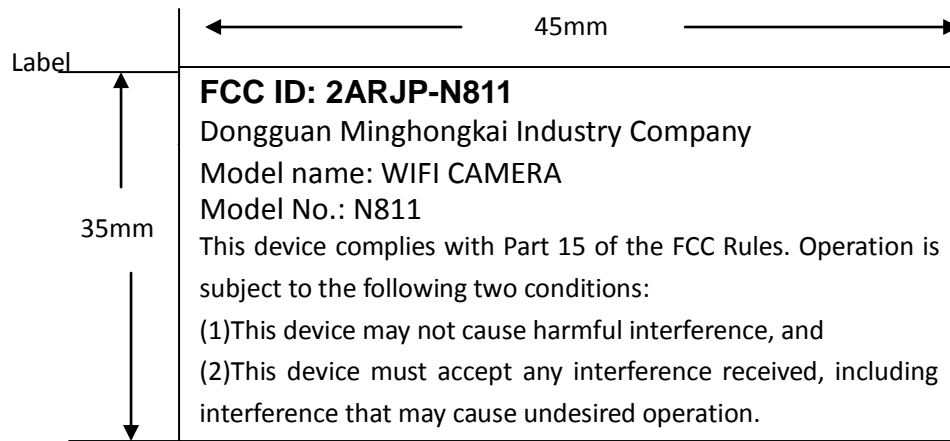 45mm
Label
FCC ID: 2ARJP-N811
Dongguan Minghongkai Industry Company
Model name: WIFI CAMERA
Model No.: N811
35mm
This device complies with Part 15 of the FCC Rules. Operation is
subject to the following two conditions:
(1)This device may not cause harmful interference, and
(2)This device must accept any interference received, including
interference that may cause undesired operation.